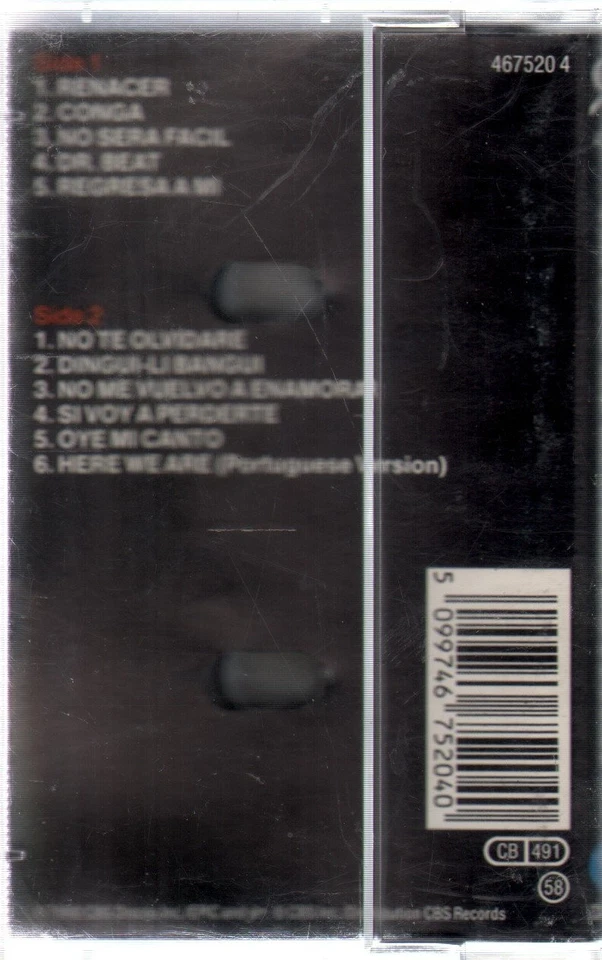 467520 4
Side 1
1. RENACER
2. CONGA
3. NO SERA FACIL
4. DR. BEAT
5. REGRESA A MI
Side 2
1. NO TE OLVIDARE
2. DINGUI-LI BANGUI
3. NO ME VUELVO A ENAMORAR
4. SI VOY A PERDERTE
5. OYE MI CANTO
6. HERE WE ARE (Portuguese Version)
5 099746 752040
CB 491
58
CBS Records